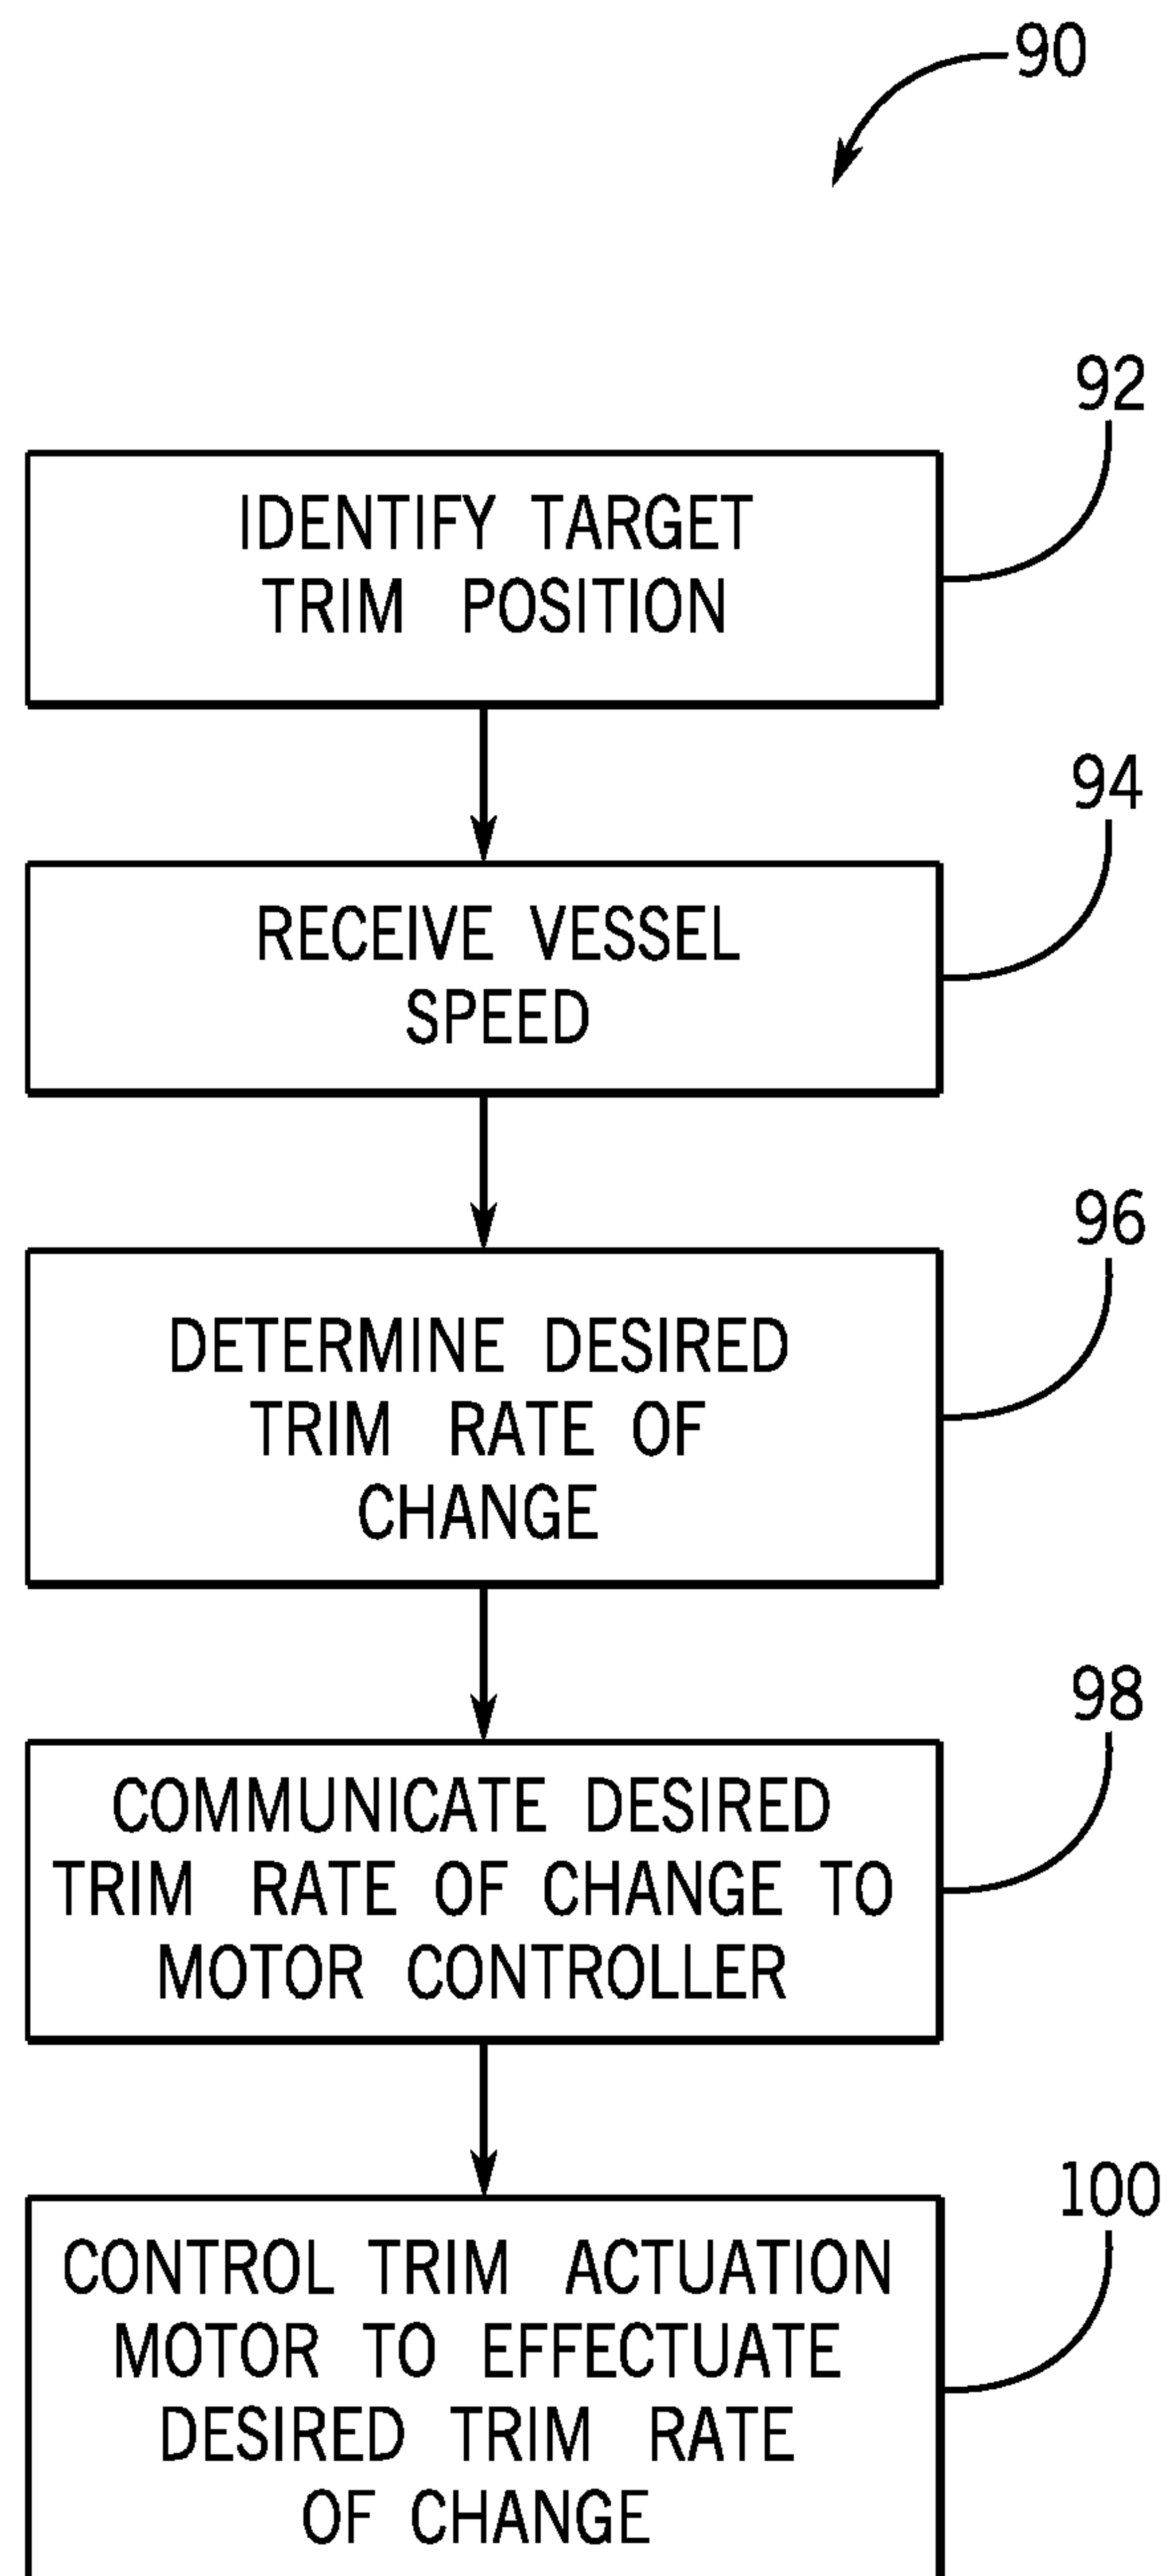 90
92
IDENTIFY TARGET
TRIM POSITION
94
RECEIVE VESSEL
SPEED
96
DETERMINE DESIRED
TRIM RATE OF
CHANGE
98
COMMUNICATE DESIRED
TRIM RATE OF CHANGE TO
MOTOR CONTROLLER
100
CONTROL TRIM ACTUATION
MOTOR TO EFFECTUATE
DESIRED TRIM RATE
OF CHANGE